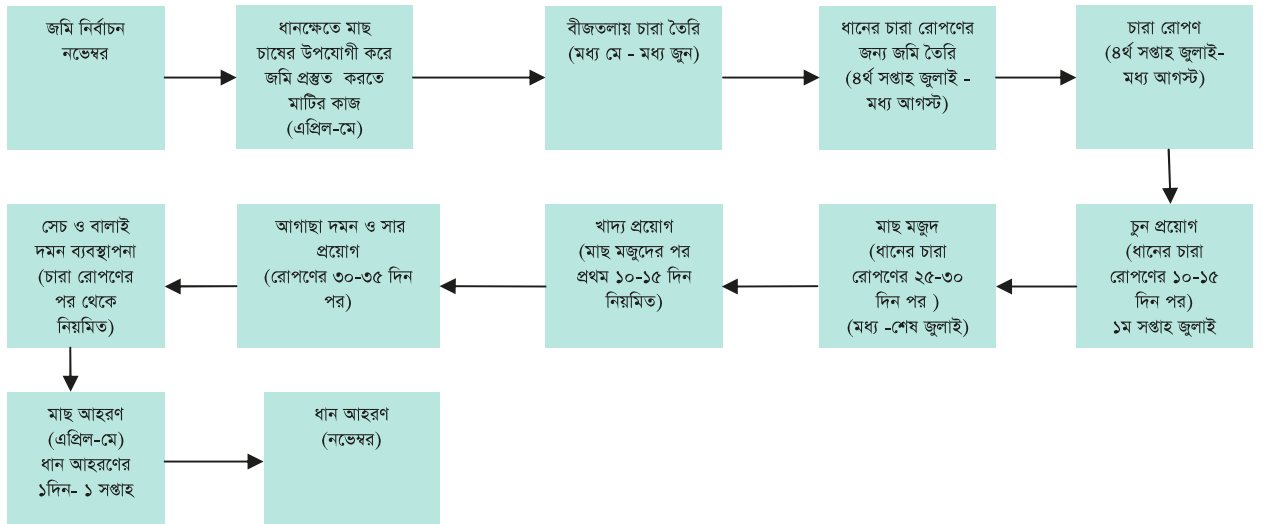 জমি নির্বাচন
নভেম্বর
ধানক্ষেতে মাছ
চাষের উপযোগী করে
জমি প্রস্তুত করতে
মাটির কাজ
(এপ্রিল-মে)
বীজতলায় চারা তৈরি
(মধ্য মে - মধ্য জুন)
ধানের চারা রোপণের
জন্য জমি তৈরি
(৪র্থ সপ্তাহ জুলাই -
মধ্য আগস্ট)
চারা রোপণ
(৪র্থ সপ্তাহ জুলাই-
মধ্য আগস্ট)
চুন প্রয়োগ
(ধানের চারা
রোপণের ১০-১৫
দিন পর)
১ম সপ্তাহ জুলাই
মাছ মজুদ
(ধানের চারা
রোপণের ২৫-৩০
দিন পর )
(মধ্য -শেষ জুলাই)
খাদ্য প্রয়োগ
(মাছ মজুদের পর
প্রথম ১০-১৫ দিন
নিয়মিত)
আগাছা দমন ও সার
প্রয়োগ
(রোপণের ৩০-৩৫ দিন
পর)
সেচ ও বালাই
দমন ব্যবস্থাপনা
(চারা রোপণের
পর থেকে
নিয়মিত)
মাছ আহরণ
(এপ্রিল-মে)
ধান আহরণের
১দিন- ১ সপ্তাহ
ধান আহরণ
(নভেম্বর)